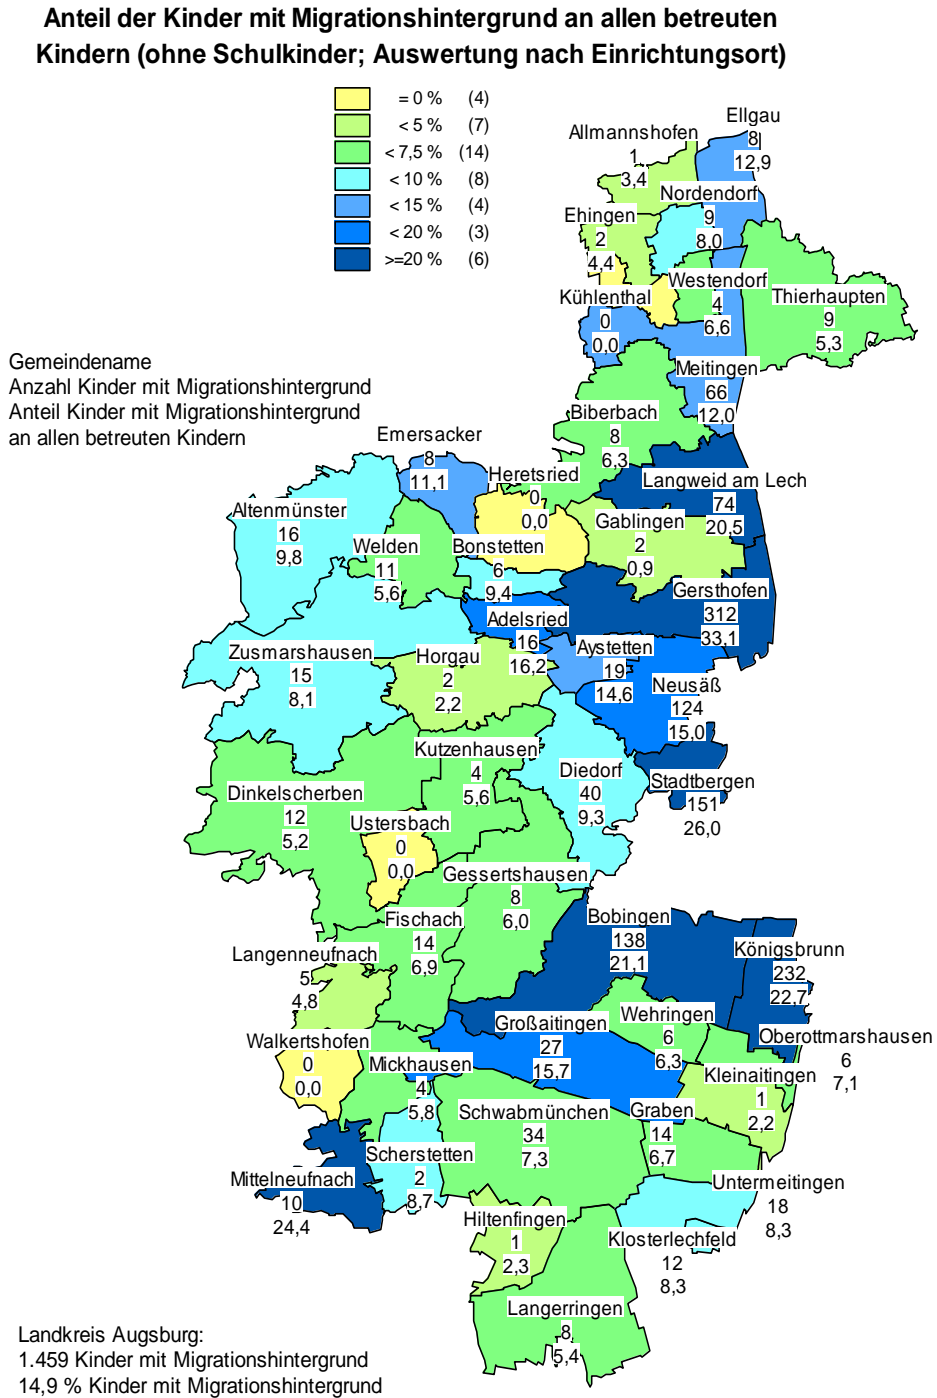 Anteil der Kinder mit Migrationshintergrund an allen betreuten
Kindern (ohne Schulkinder; Auswertung nach Einrichtungsort)
= 0 % (4)
< 5 % (7)
< 7,5 % (14)
< 10 % (8)
< 15 % (4)
< 20 % (3)
>=20 % (6)
Gemeindename
Anzahl Kinder mit Migrationshintergrund
Anteil Kinder mit Migrationshintergrund
an allen betreuten Kindern
Ellgau
8
12,9
Allmannshofen
1
3,4
Nordendorf
9
8,0
Ehingen
2
4,4
Westendorf
4
6,6
Thierhaupten
9
5,3
Kühlenthal
0
0,0
Meitingen
66
12,0
Biberbach
8
6,3
Emersacker
8
11,1
Heretsried
0
0,0
Langweid am Lech
74
20,5
Altenmünster
16
9,8
Gablingen
2
0,9
Welden
11
5,6
Bonstetten
6
9,4
Gersthofen
312
33,1
Adelsried
16
16,2
Aystetten
19
14,6
Zusmarshausen
15
8,1
Horgau
2
2,2
Neusäß
124
15,0
Kutzenhausen
4
5,6
Diedorf
40
9,3
Stadtbergen
151
26,0
Dinkelscherben
12
5,2
Ustersbach
0
0,0
Gessertshausen
8
6,0
Fischach
14
6,9
Bobingen
138
21,1
Langenneufnach
5
4,8
Königsbrunn
232
22,7
Großaitingen
27
15,7
Wehringen
6
6,3
Oberottmarshausen
6
7,1
Walkertshofen
0
0,0
Mickhausen
4
5,8
Kleinaitingen
1
2,2
Schwabmünchen
34
7,3
Graben
14
6,7
Scherstetten
2
8,7
Mittelneufnach
10
24,4
Untermeitingen
18
8,3
Hiltenfingen
1
2,3
Klosterlechfeld
12
8,3
Langerringen
8
5,4
Landkreis Augsburg:
1.459 Kinder mit Migrationshintergrund
14,9 % Kinder mit Migrationshintergrund